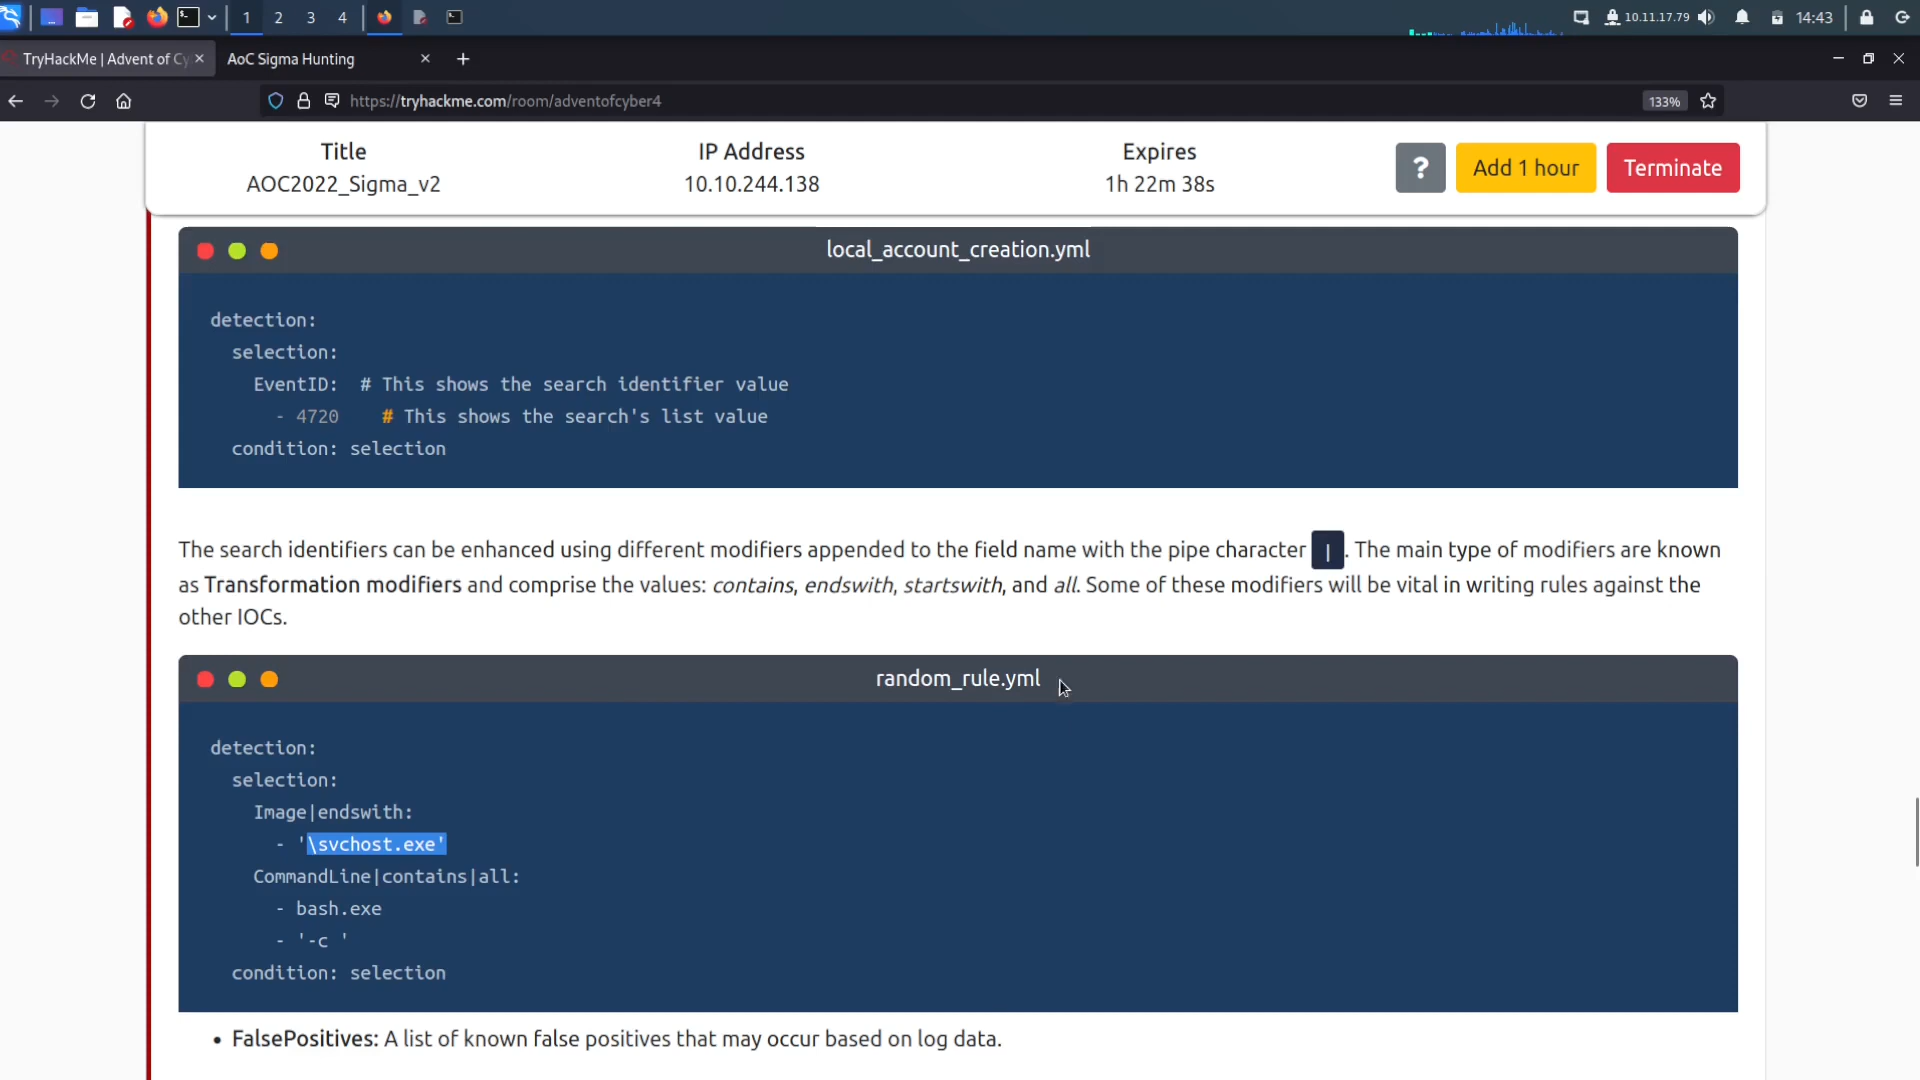 1 2 3 4 10.11.17.79 14:43
TryHackMe | Advent of Cy AoC Sigma Hunting
https://tryhackme.com/room/adventofcyber4 133%
Title IP Address Expires
AOC2022_Sigma_v2 10.10.244.138 1h 22m 38s ? Add 1 hour Terminate
local_account_creation.yml
detection:
selection:
EventID: # This shows the search identifier value
- 4720 # This shows the search's list value
condition: selection
The search identifiers can be enhanced using different modifiers appended to the field name with the pipe character | . The main type of modifiers are known
as Transformation modifiers and comprise the values: contains, endswith, startswith, and all. Some of these modifiers will be vital in writing rules against the
other IOCs.
random_rule.yml
detection:
selection:
Image|endswith:
- '\svchost.exe'
CommandLine|contains|all:
- bash.exe
- '-c '
condition: selection
• FalsePositives: A list of known false positives that may occur based on log data.